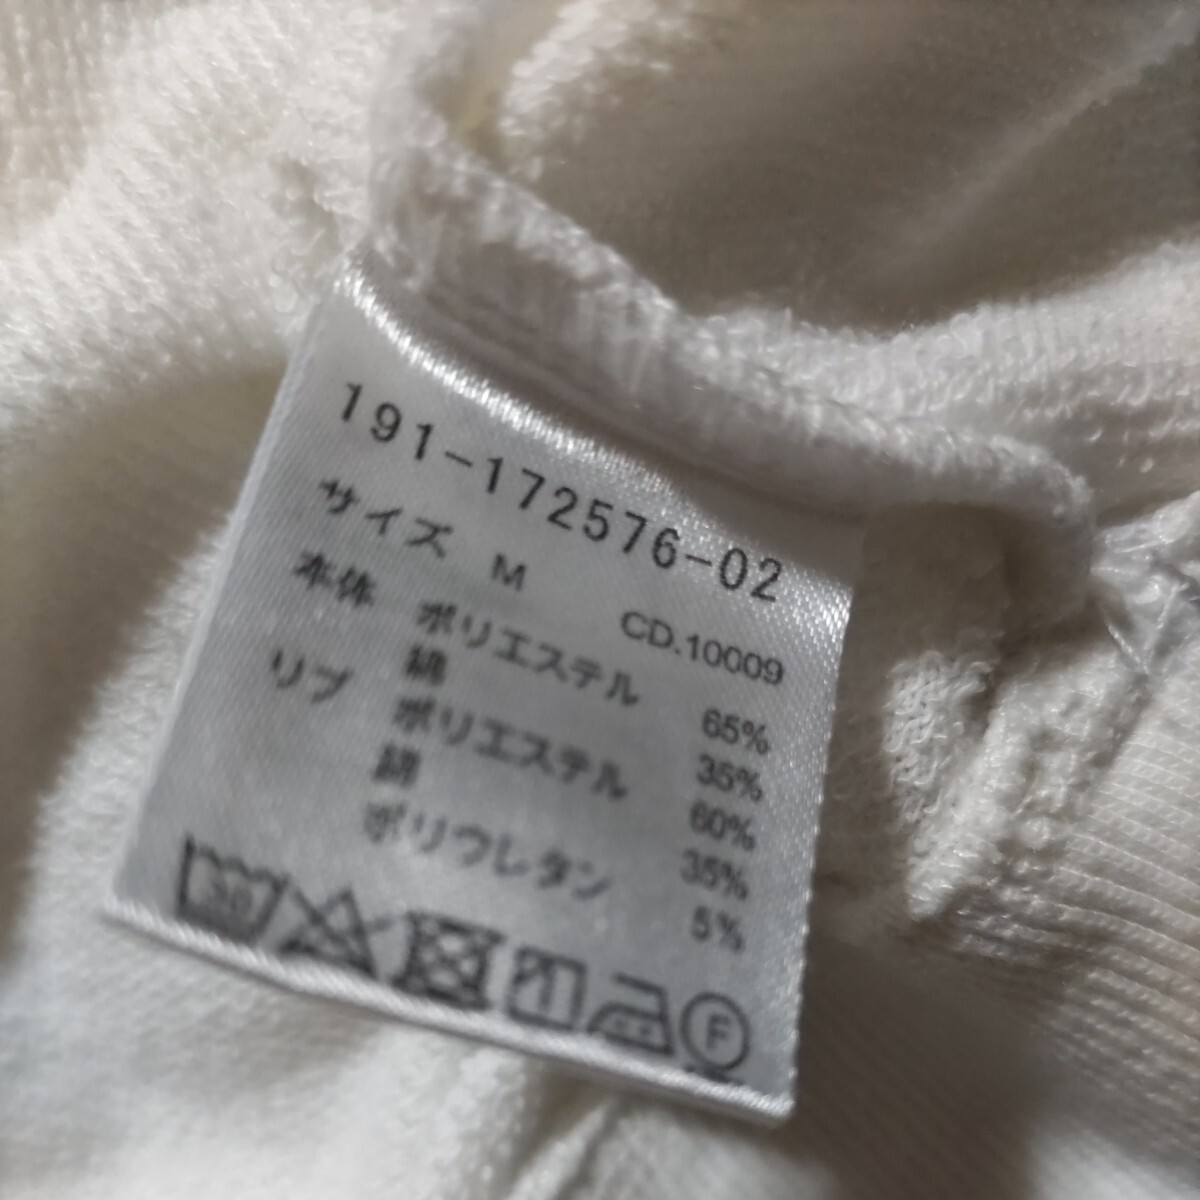 191-172576-02
サイズ M CD.10009
本体 ポリエステル 65%
綿 35%
リブ ポリエステル 60%
綿 35%
ポリウレタン 5%
30
F